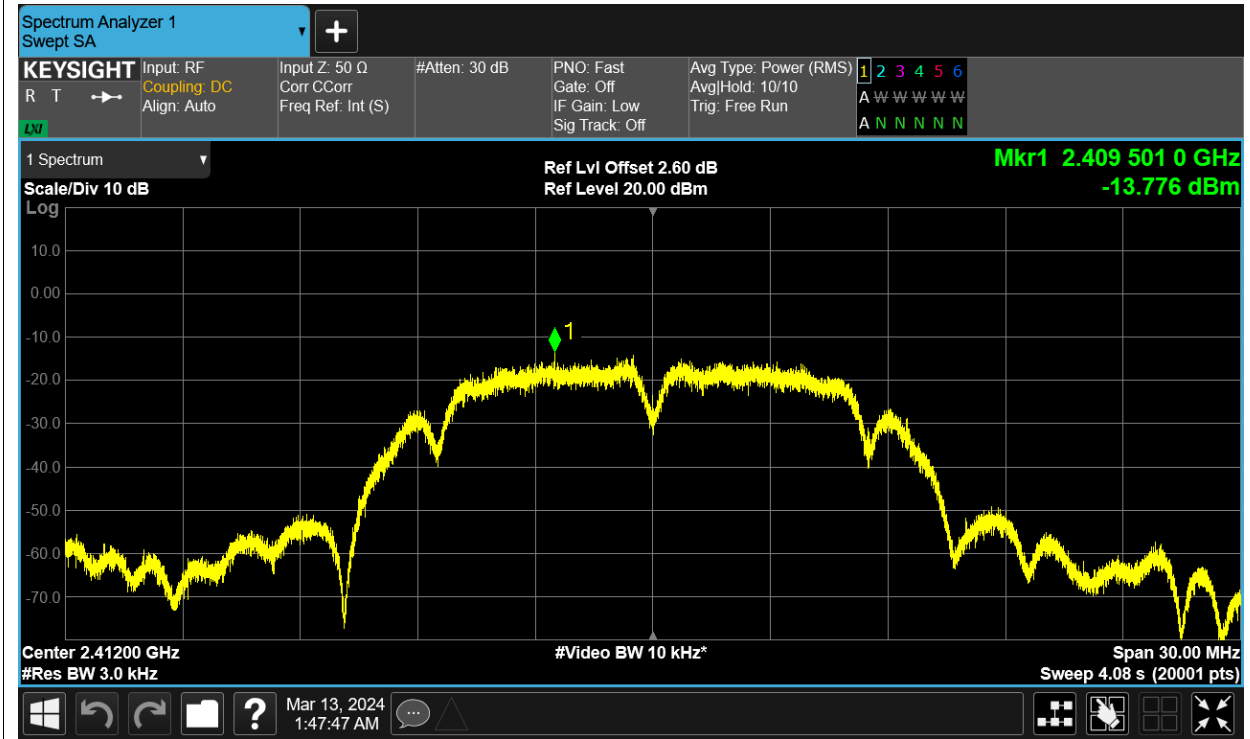 Spectrum Analyzer 1
Swept SA
KEYSIGHT
R T
LXI
Input: RF
Coupling: DC
Align: Auto
Input Z: 50 Ω
Corr CCorr
Freq Ref: Int (S)
#Atten: 30 dB
PNO: Fast
Gate: Off
IF Gain: Low
Sig Track: Off
Avg Type: Power (RMS)
Avg|Hold: 10/10
Trig: Free Run
1 2 3 4 5 6
A W W W W W
A N N N N N
1 Spectrum
Scale/Div 10 dB
Ref Lvl Offset 2.60 dB
Ref Level 20.00 dBm
Mkr1 2.409 501 0 GHz
-13.776 dBm
Log
10.0
0.00
-10.0
-20.0
-30.0
-40.0
-50.0
-60.0
-70.0
1
Center 2.41200 GHz
#Res BW 3.0 kHz
#Video BW 10 kHz*
Span 30.00 MHz
Sweep 4.08 s (20001 pts)
?
Mar 13, 2024
1:47:47 AM